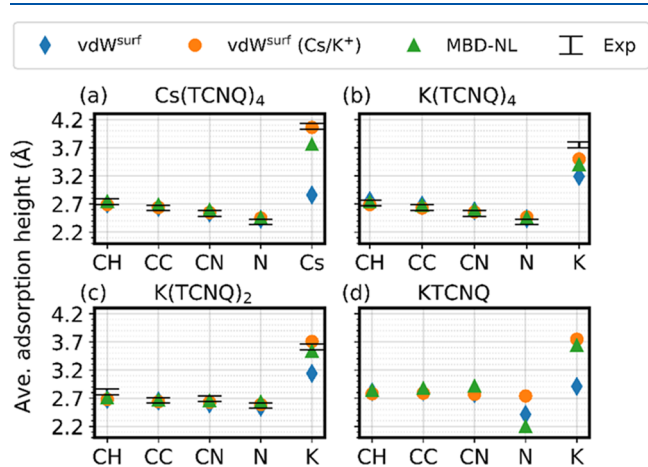 vdW^surf vdW^surf (Cs/K⁺) MBD-NL Exp
(a) Cs(TCNQ)₄ (b) K(TCNQ)₄
Ave. adsorption height (Å)
4.2
3.7
3.2
2.7
2.2
CH CC CN N Cs CH CC CN N K
(c) K(TCNQ)₂ (d) KTCNQ
4.2
3.7
3.2
2.7
2.2
CH CC CN N K CH CC CN N K